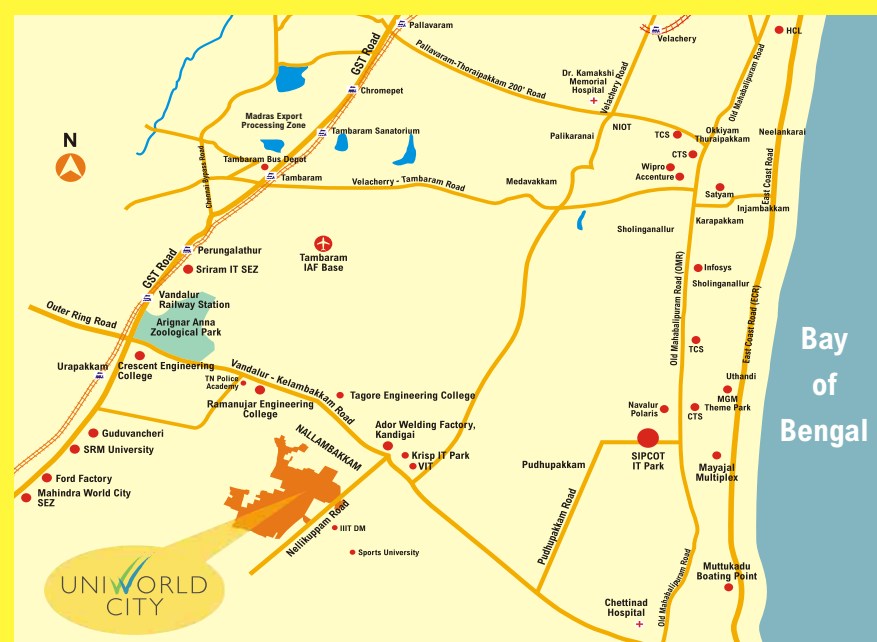 Pallavaram
HCL
Velachery
GST Road
Pallavaram-Thoraipakkam 200' Road
Old Mahabalipuram Road
Dr. Kamakshi
Memorial
Hospital
Velachery Road
Chromepet
Madras Export
Processing Zone
Tambaram Sanatorium
NIOT
Palikaranai
TCS
Okkiyam
Thuraipakkam
Neelankarai
N
Chennai Bypass Road
Tambaram Bus Depot
Tambaram
CTS
Wipro
Accenture
Velacherry - Tambaram Road
Medavakkam
Satyam
East Coast Road
Injambakkam
Karapakkam
Sholinganallur
Perungalathur
Sriram IT SEZ
Tambaram
IAF Base
GST Road
Infosys
Sholinganallur
Old Mahabalipuram Road (OMR)
East Coast Road (ECR)
Vandalur
Railway Station
Outer Ring Road
Arignar Anna
Zoological Park
Bay
of
Bengal
TCS
Urapakkam
Crescent Engineering
College
Vandalur - Kelambakkam Road
TN Police
Academy
Ramanujar Engineering
College
Tagore Engineering College
Uthandi
MGM
Theme Park
Navalur
Polaris
CTS
Guduvancheri
SRM University
NALLAMBAKKAM
Ador Welding Factory,
Kandigai
Krisp IT Park
VIT
Pudhupakkam
SIPCOT
IT Park
Mayajal
Multiplex
Ford Factory
Mahindra World City
SEZ
Nellikuppam Road
IIIT DM
Sports University
Pudhupakkam Road
Old Mahabalipuram Road
Muttukadu
Boating Point
UNIWORLD
CITY
Chettinad
Hospital